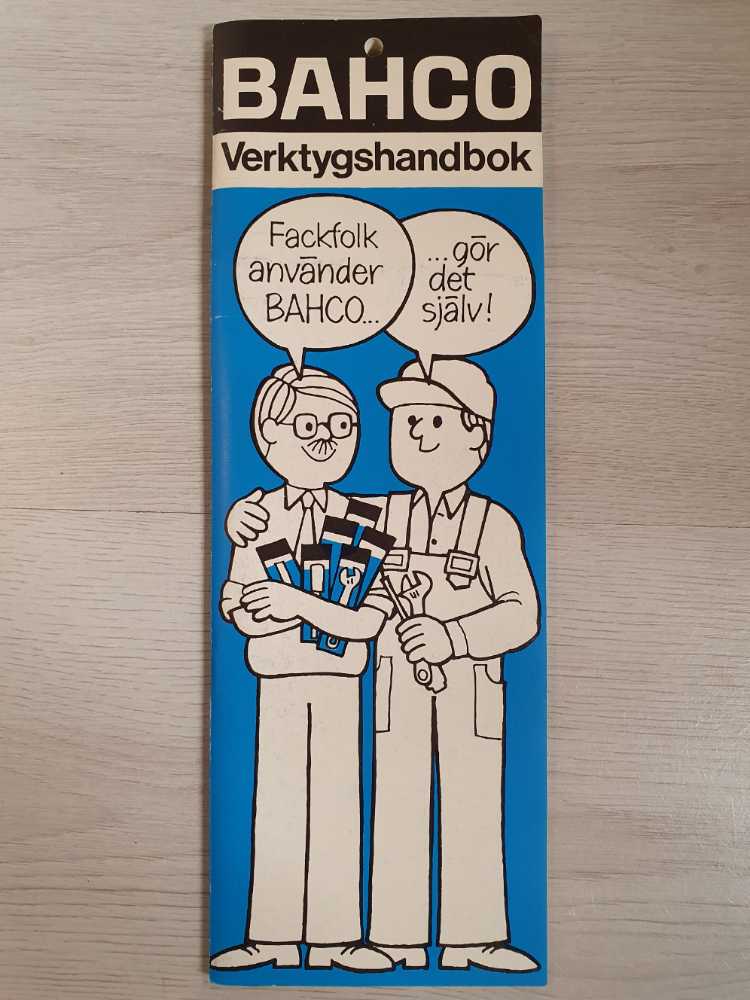 BAHCO
Verktygshandbok
Fackfolk
använder
BAHCO...
...gör
det
själv!